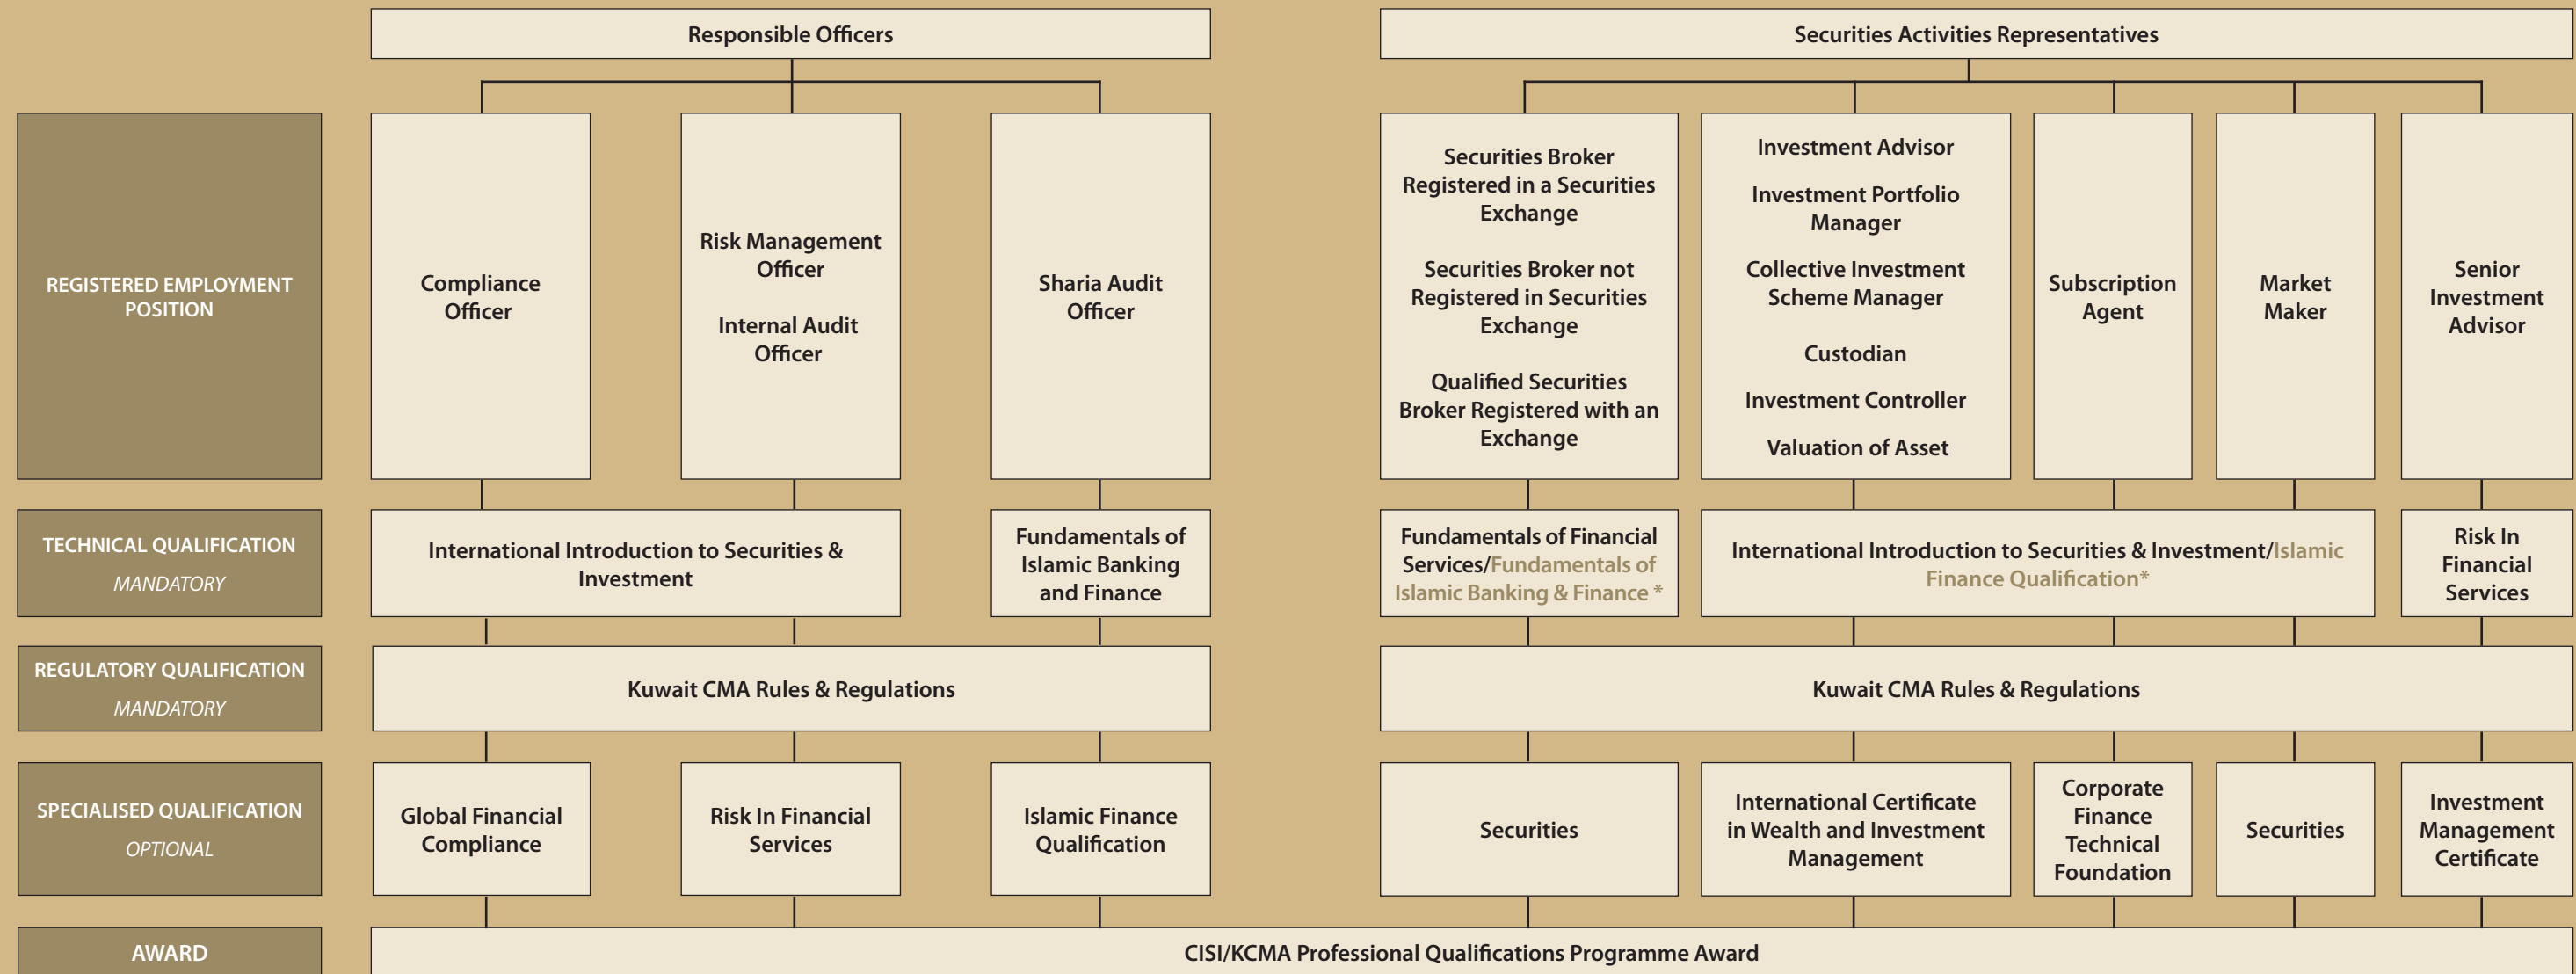 Responsible Officers
Securities Activities Representatives
REGISTERED EMPLOYMENT
POSITION
Compliance
Officer
Risk Management
Officer
Internal Audit
Officer
Sharia Audit
Officer
Securities Broker
Registered in a Securities
Exchange
Securities Broker not
Registered in Securities
Exchange
Qualified Securities
Broker Registered with an
Exchange
Investment Advisor
Investment Portfolio
Manager
Collective Investment
Scheme Manager
Custodian
Investment Controller
Valuation of Asset
Subscription
Agent
Market
Maker
Senior
Investment
Advisor
TECHNICAL QUALIFICATION
MANDATORY
International Introduction to Securities &
Investment
Fundamentals of
Islamic Banking
and Finance
Fundamentals of Financial
Services/Fundamentals of
Islamic Banking & Finance *
International Introduction to Securities & Investment/Islamic
Finance Qualification*
Risk In
Financial
Services
REGULATORY QUALIFICATION
MANDATORY
Kuwait CMA Rules & Regulations
Kuwait CMA Rules & Regulations
SPECIALISED QUALIFICATION
OPTIONAL
Global Financial
Compliance
Risk In Financial
Services
Islamic Finance
Qualification
Securities
International Certificate
in Wealth and Investment
Management
Corporate
Finance
Technical
Foundation
Securities
Investment
Management
Certificate
AWARD
CISI/KCMA Professional Qualifications Programme Award